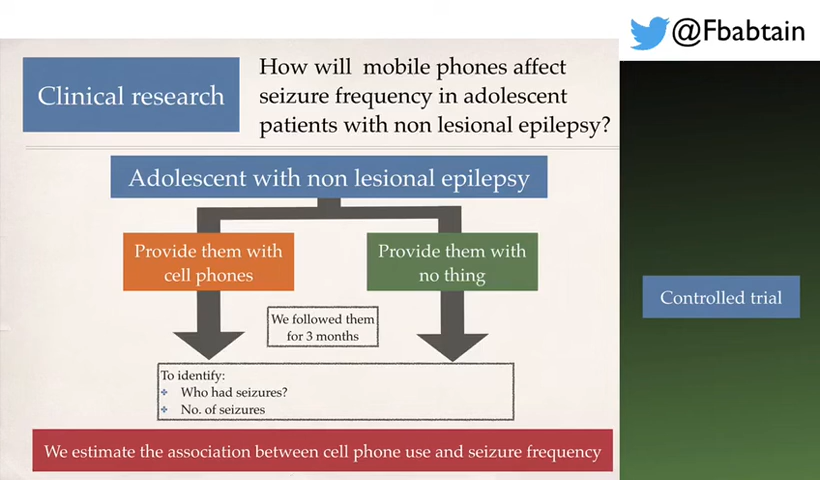 @Fbabtain
Clinical research
How will mobile phones affect
seizure frequency in adolescent
patients with non lesional epilepsy?
Adolescent with non lesional epilepsy
Provide them with
cell phones
Provide them with
no thing
Controlled trial
We followed them
for 3 months
To identify:
Who had seizures?
No. of seizures
We estimate the association between cell phone use and seizure frequency